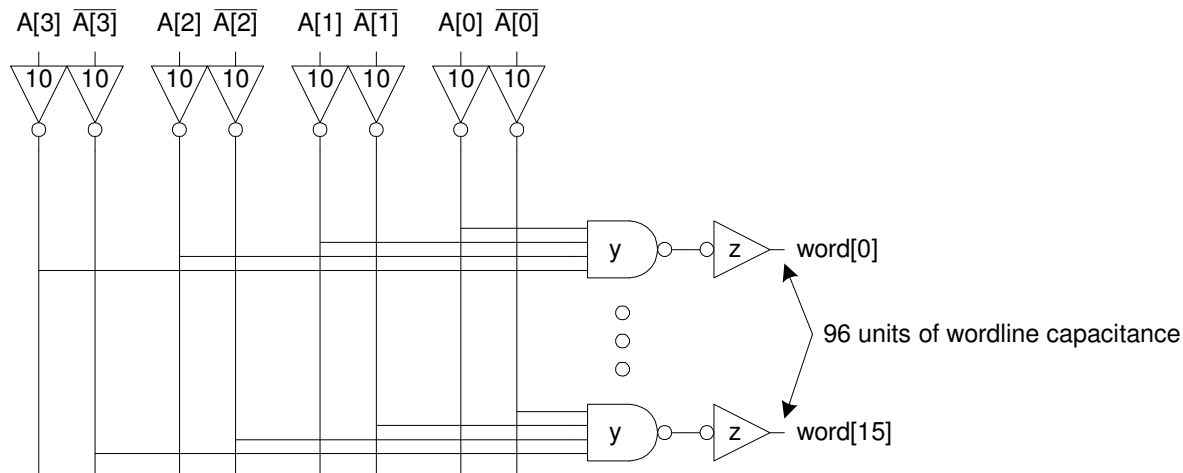 A[3] A̅[̅3̅]̅ A[2] A̅[̅2̅]̅ A[1] A̅[̅1̅]̅ A[0] A̅[̅0̅]̅
10 10 10 10 10 10 10 10
y z word[0]
96 units of wordline capacitance
y z word[15]